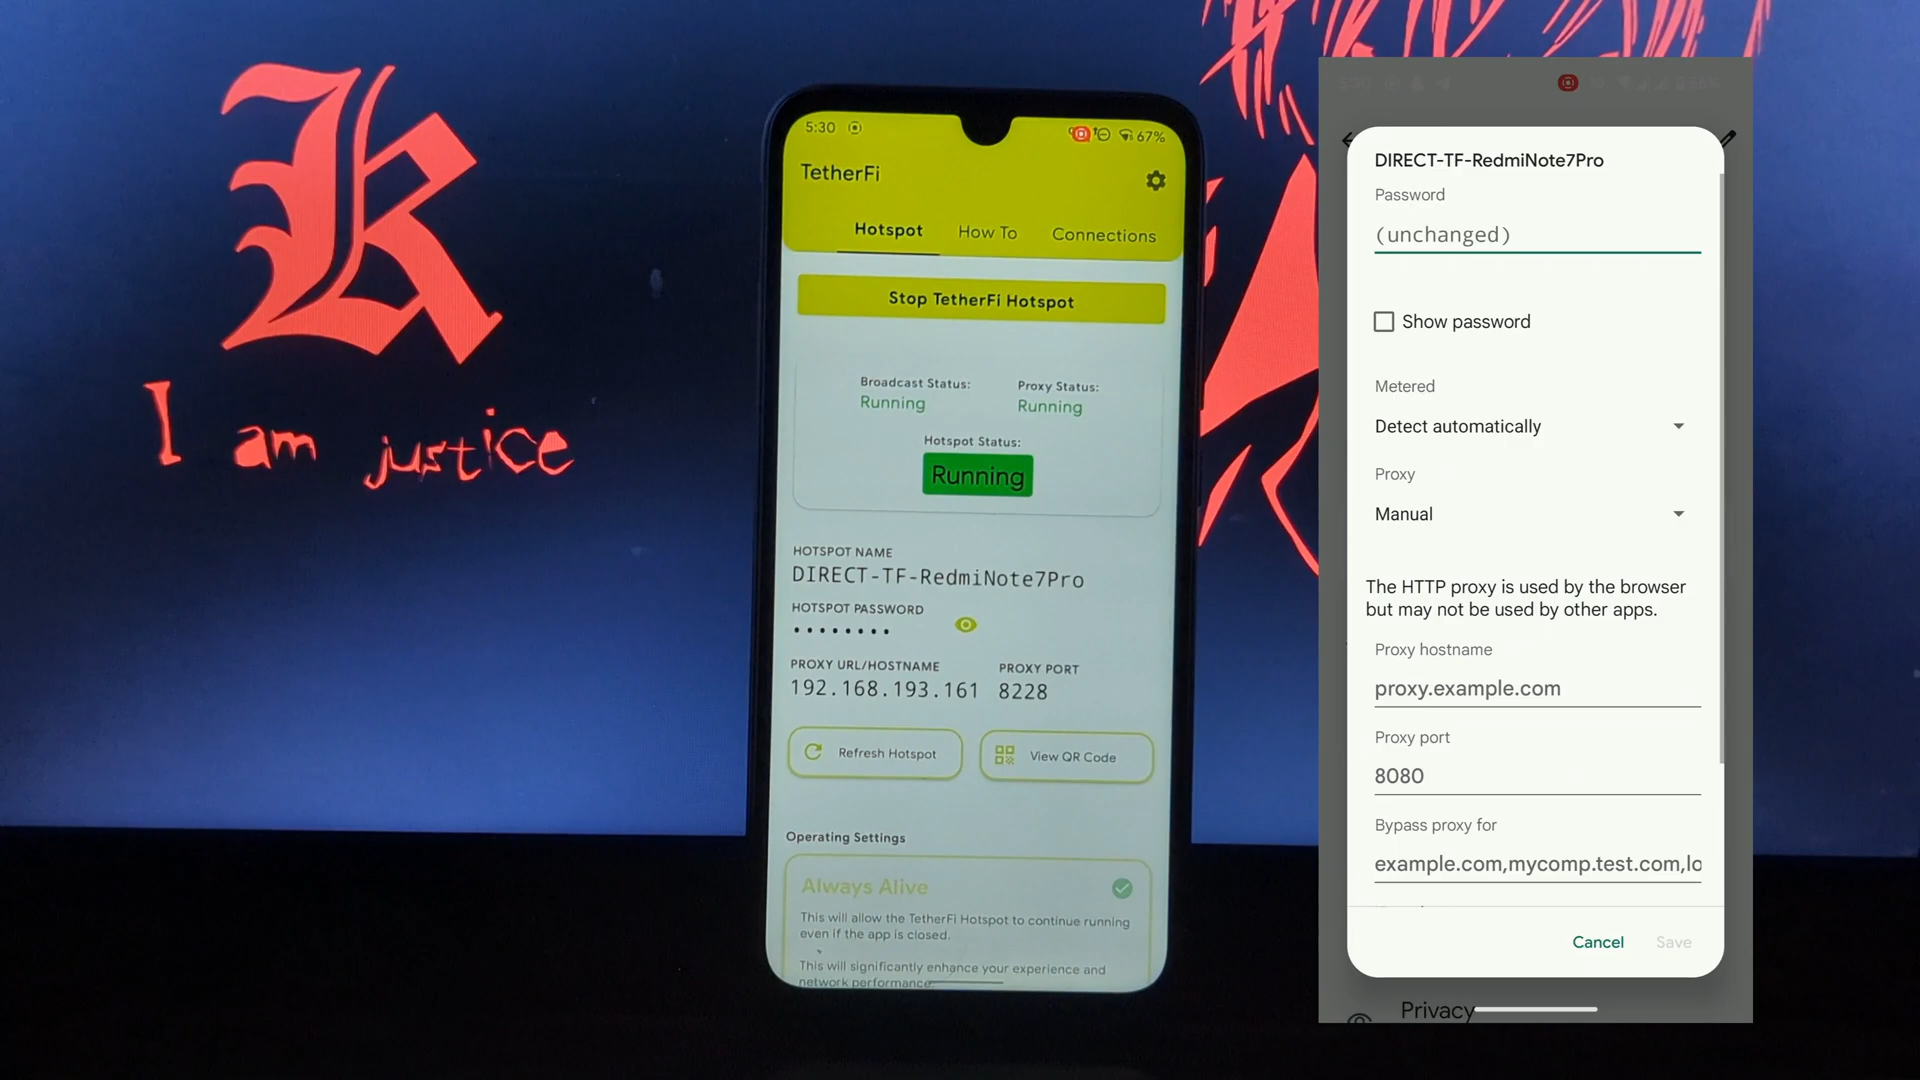 K
I am justice
5:30
67%
TetherFi
Hotspot
How To
Connections
Stop TetherFi Hotspot
Broadcast Status:
Running
Proxy Status:
Running
Hotspot Status:
Running
HOTSPOT NAME
DIRECT-TF-RedmiNote7Pro
HOTSPOT PASSWORD
••••••••
PROXY URL/HOSTNAME
192.168.193.161
PROXY PORT
8228
Refresh Hotspot
View QR Code
Operating Settings
Always Alive
This will allow the TetherFi Hotspot to continue running
even if the app is closed.
This will significantly enhance your experience and
network performance.
DIRECT-TF-RedmiNote7Pro
Password
(unchanged)
Show password
Metered
Detect automatically
Proxy
Manual
The HTTP proxy is used by the browser
but may not be used by other apps.
Proxy hostname
proxy.example.com
Proxy port
8080
Bypass proxy for
example.com,mycomp.test.com,lo
Cancel
Save
Privacy